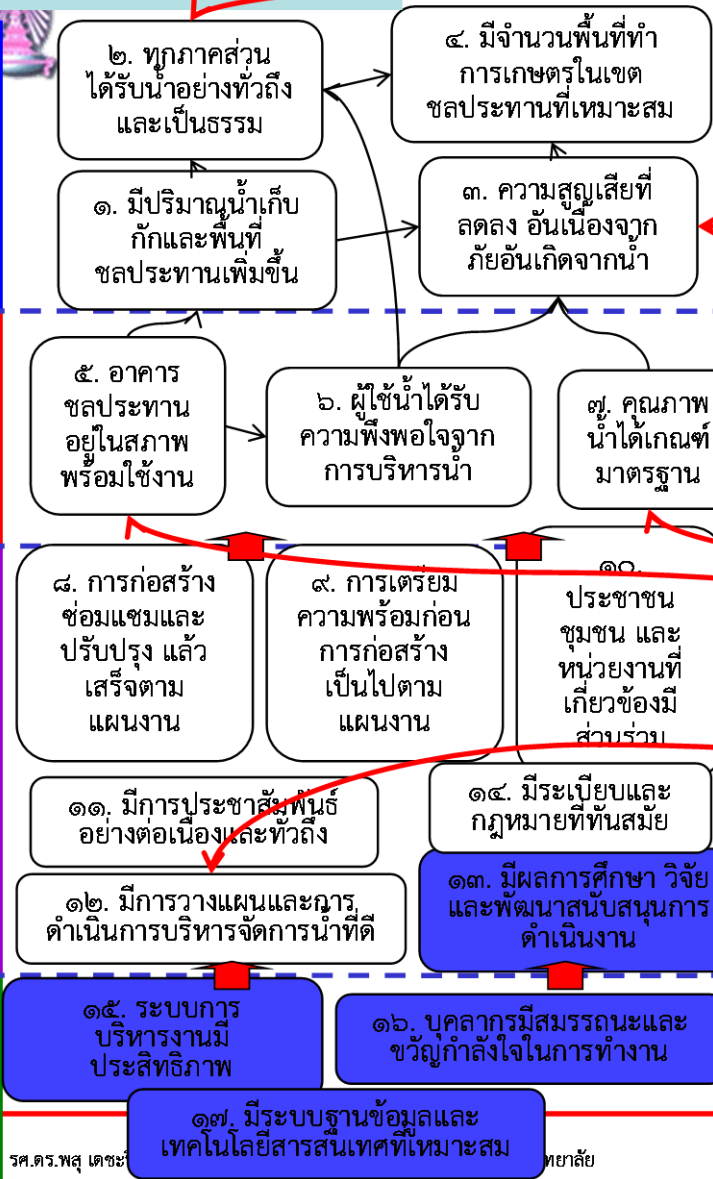 ๒. ทุกภาคส่วน
ได้รับน้ำอย่างทั่วถึง
และเป็นธรรม
๔. มีจำนวนพื้นที่ทำ
การเกษตรในเขต
ชลประทานที่เหมาะสม
๑. มีปริมาณน้ำเก็บ
กักและพื้นที่
ชลประทานเพิ่มขึ้น
๓. ความสูญเสียที่
ลดลง อันเนื่องจาก
ภัยอันเกิดจากน้ำ
๕. อาคาร
ชลประทาน
อยู่ในสภาพ
พร้อมใช้งาน
๖. ผู้ใช้น้ำได้รับ
ความพึงพอใจจาก
การบริหารน้ำ
๗. คุณภาพ
น้ำได้เกณฑ์
มาตรฐาน
๘. การก่อสร้าง
ซ่อมแซมและ
ปรับปรุง แล้ว
เสร็จตาม
แผนงาน
๙. การเตรียม
ความพร้อมก่อน
การก่อสร้าง
เป็นไปตาม
แผนงาน
๑๐.
ประชาชน
ชุมชน และ
หน่วยงานที่
เกี่ยวข้องมี
ส่วนร่วม
๑๑. มีการประชาสัมพันธ์
อย่างต่อเนื่องและทั่วถึง
๑๔. มีระเบียบและ
กฎหมายที่ทันสมัย
๑๒. มีการวางแผนและการ
ดำเนินการบริหารจัดการน้ำที่ดี
๑๓. มีผลการศึกษา วิจัย
และพัฒนาสนับสนุนการ
ดำเนินงาน
๑๕. ระบบการ
บริหารงานมี
ประสิทธิภาพ
๑๖. บุคลากรมีสมรรถนะและ
ขวัญกำลังใจในการทำงาน
๑๗. มีระบบฐานข้อมูลและ
เทคโนโลยีสารสนเทศที่เหมาะสม
รศ.ดร.พสุ